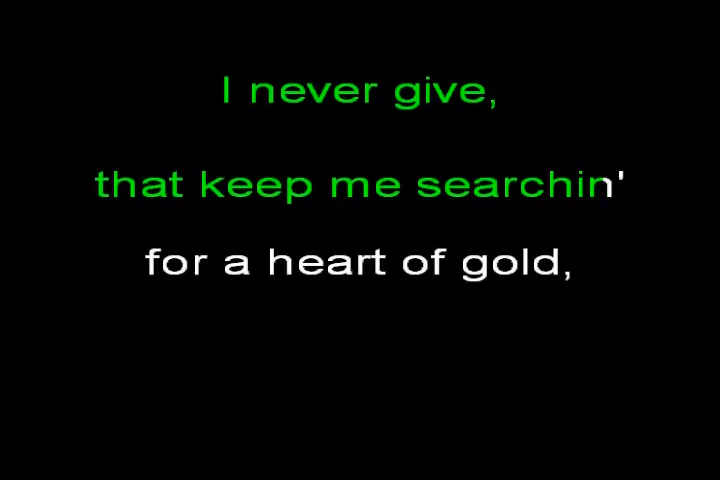 I never give,
that keep me searchin'
for a heart of gold,